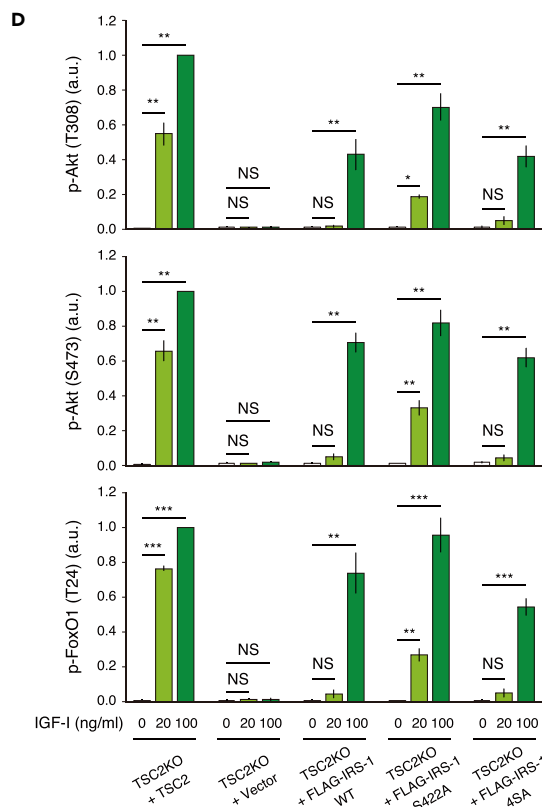 D
p-Akt (T308) (a.u.)
1.2
1.0
0.8
0.6
0.4
0.2
0.0
** ** NS NS NS ** * ** NS **
p-Akt (S473) (a.u.)
1.2
1.0
0.8
0.6
0.4
0.2
0.0
** ** NS NS NS ** ** ** NS **
p-FoxO1 (T24) (a.u.)
1.2
1.0
0.8
0.6
0.4
0.2
0
*** *** NS NS NS ** ** *** NS ***
IGF-I (ng/ml) 0 20 100 0 20 100 0 20 100 0 20 100 0 20 100
TSC2KO
+ TSC2
TSC2KO
+ Vector
TSC2KO
+ FLAG-IRS-1
WT
TSC2KO
+ FLAG-IRS-1
S422A
TSC2KO
+ FLAG-IRS-1
4SA